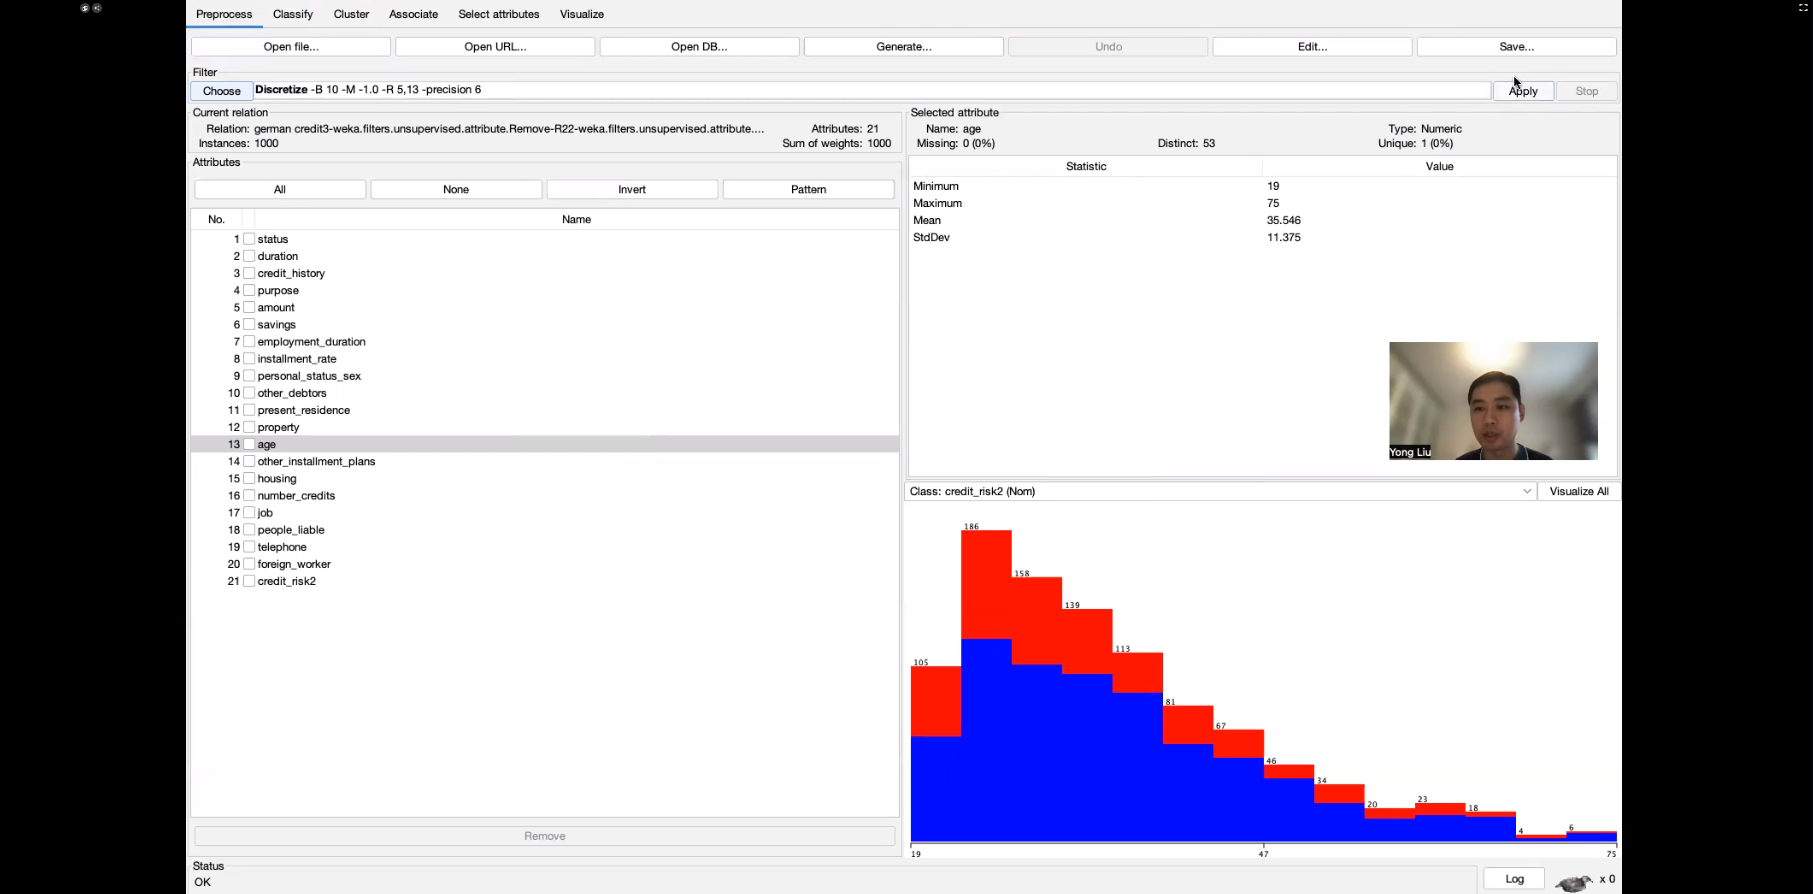 Preprocess Classify Cluster Associate Select attributes Visualize
Open file... Open URL... Open DB... Generate... Undo Edit... Save...
Filter
Choose Discretize -B 10 -M -1.0 -R 5,13 -precision 6 Apply Stop
Current relation
Relation: german credit3-weka.filters.unsupervised.attribute.Remove-R22-weka.filters.unsupervised.attribute.... Attributes: 21
Instances: 1000 Sum of weights: 1000
Attributes
All None Invert Pattern
No. Name
1 status
2 duration
3 credit_history
4 purpose
5 amount
6 savings
7 employment_duration
8 installment_rate
9 personal_status_sex
10 other_debtors
11 present_residence
12 property
13 age
14 other_installment_plans
15 housing
16 number_credits
17 job
18 people_liable
19 telephone
20 foreign_worker
21 credit_risk2
Remove
Selected attribute
Name: age Type: Numeric
Missing: 0 (0%) Distinct: 53 Unique: 1 (0%)
Statistic Value
Minimum 19
Maximum 75
Mean 35.546
StdDev 11.375
Yong Liu
Class: credit_risk2 (Nom) Visualize All
186
158
139
113
105
81
67
46
34
20 23 18
4 6
19 47 75
Status
OK Log x 0